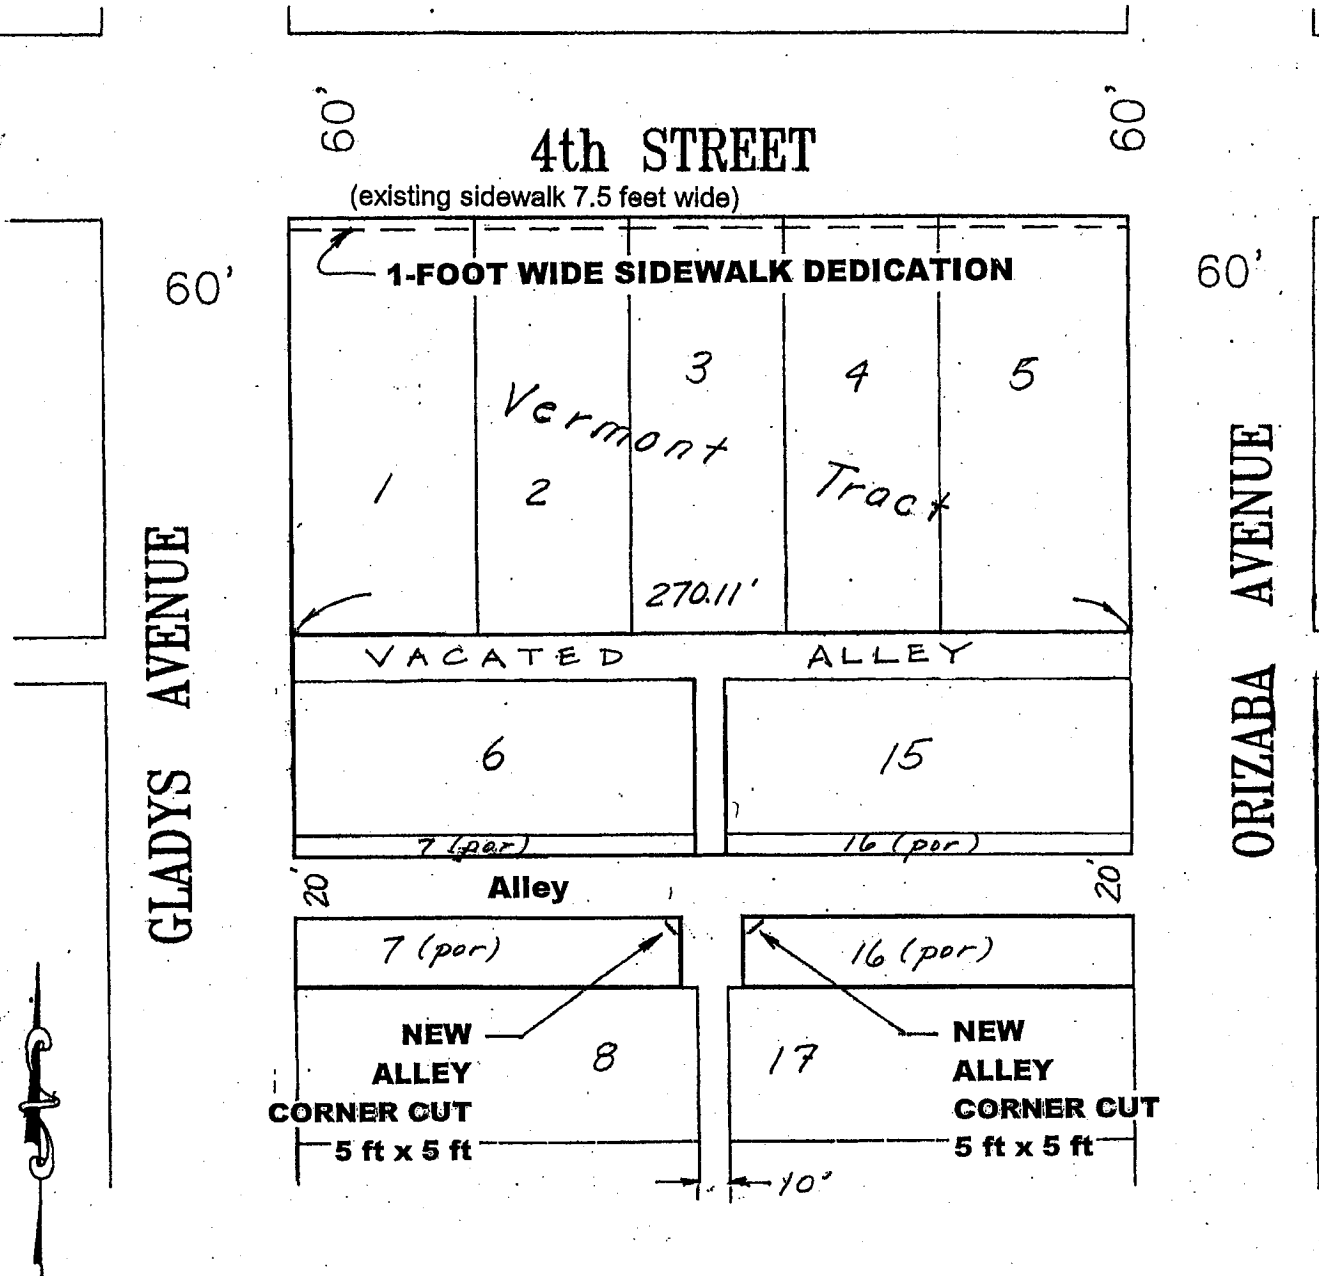 60'
60'
4th STREET
(existing sidewalk 7.5 feet wide)
60'
60'
1-FOOT WIDE SIDEWALK DEDICATION
3
4
5
Vermont
Tract
1
2
270.11'
GLADYS AVENUE
ORIZABA AVENUE
VACATED ALLEY
6
15
7 (por)
16 (por)
20'
Alley
20'
7 (por)
16 (por)
NEW
ALLEY
CORNER CUT
5 ft x 5 ft
8
17
NEW
ALLEY
CORNER CUT
5 ft x 5 ft
10'